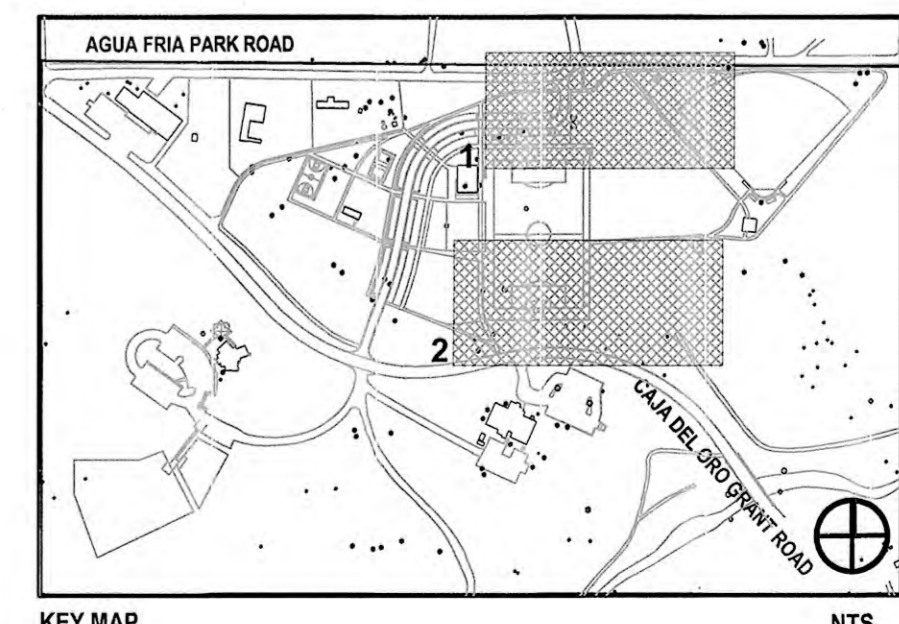 AGUA FRIA PARK ROAD
1
2
CAJA DEL ORO GRANT ROAD
KEY MAP
NTS